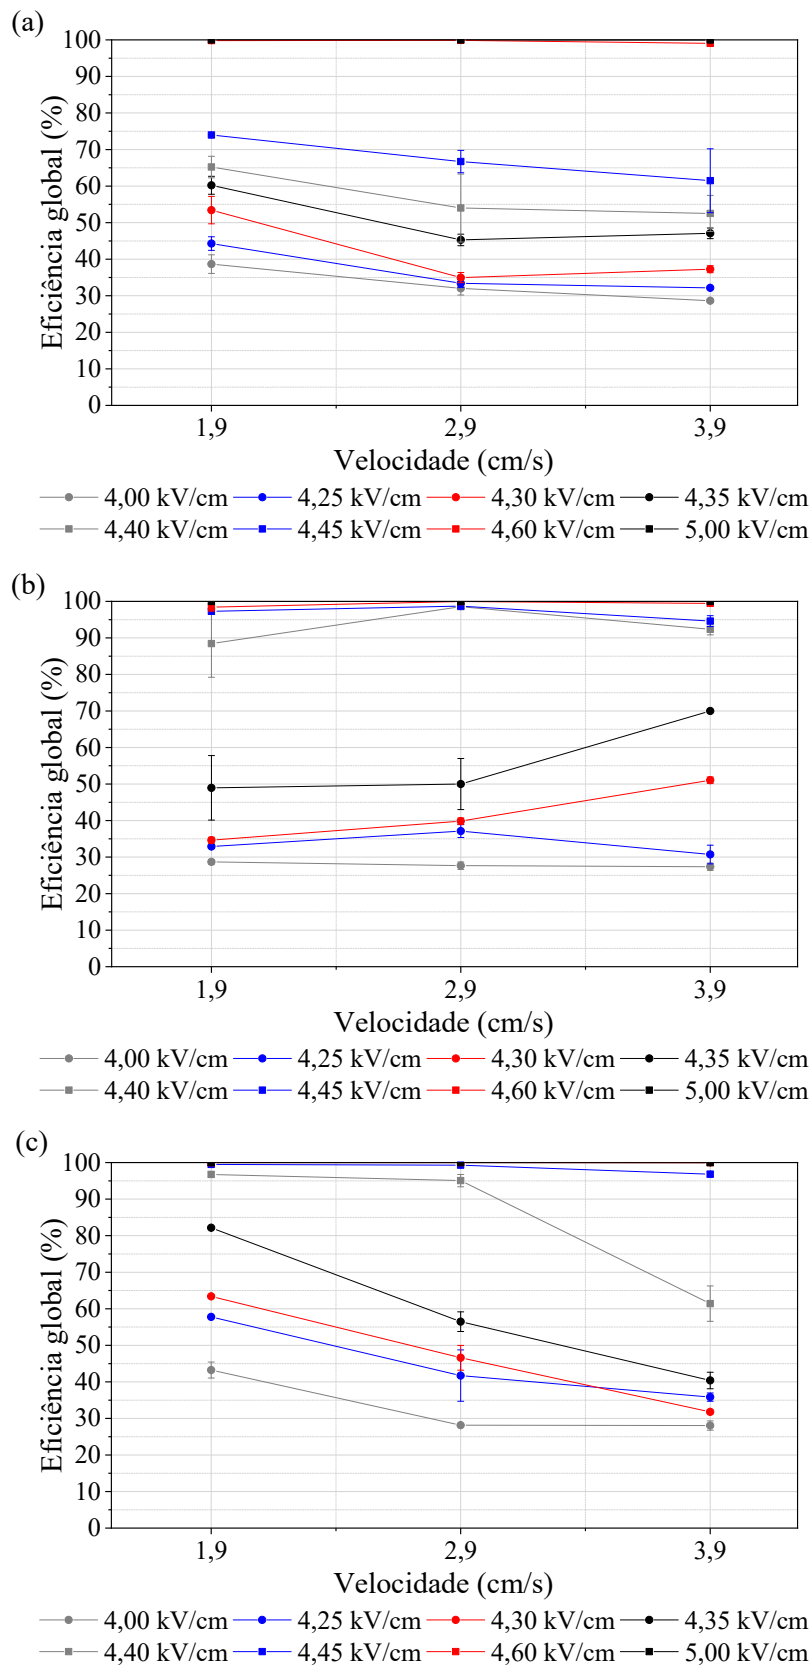 (a)
100
90
80
70
60
50
40
30
20
10
0
Eficiência global (%)
1,9 2,9 3,9
Velocidade (cm/s)
4,00 kV/cm 4,25 kV/cm 4,30 kV/cm 4,35 kV/cm
4,40 kV/cm 4,45 kV/cm 4,60 kV/cm 5,00 kV/cm
(b)
100
90
80
70
60
50
40
30
20
10
0
Eficiência global (%)
1,9 2,9 3,9
Velocidade (cm/s)
4,00 kV/cm 4,25 kV/cm 4,30 kV/cm 4,35 kV/cm
4,40 kV/cm 4,45 kV/cm 4,60 kV/cm 5,00 kV/cm
(c)
100
90
80
70
60
50
40
30
20
10
0
Eficiência global (%)
1,9 2,9 3,9
Velocidade (cm/s)
4,00 kV/cm 4,25 kV/cm 4,30 kV/cm 4,35 kV/cm
4,40 kV/cm 4,45 kV/cm 4,60 kV/cm 5,00 kV/cm